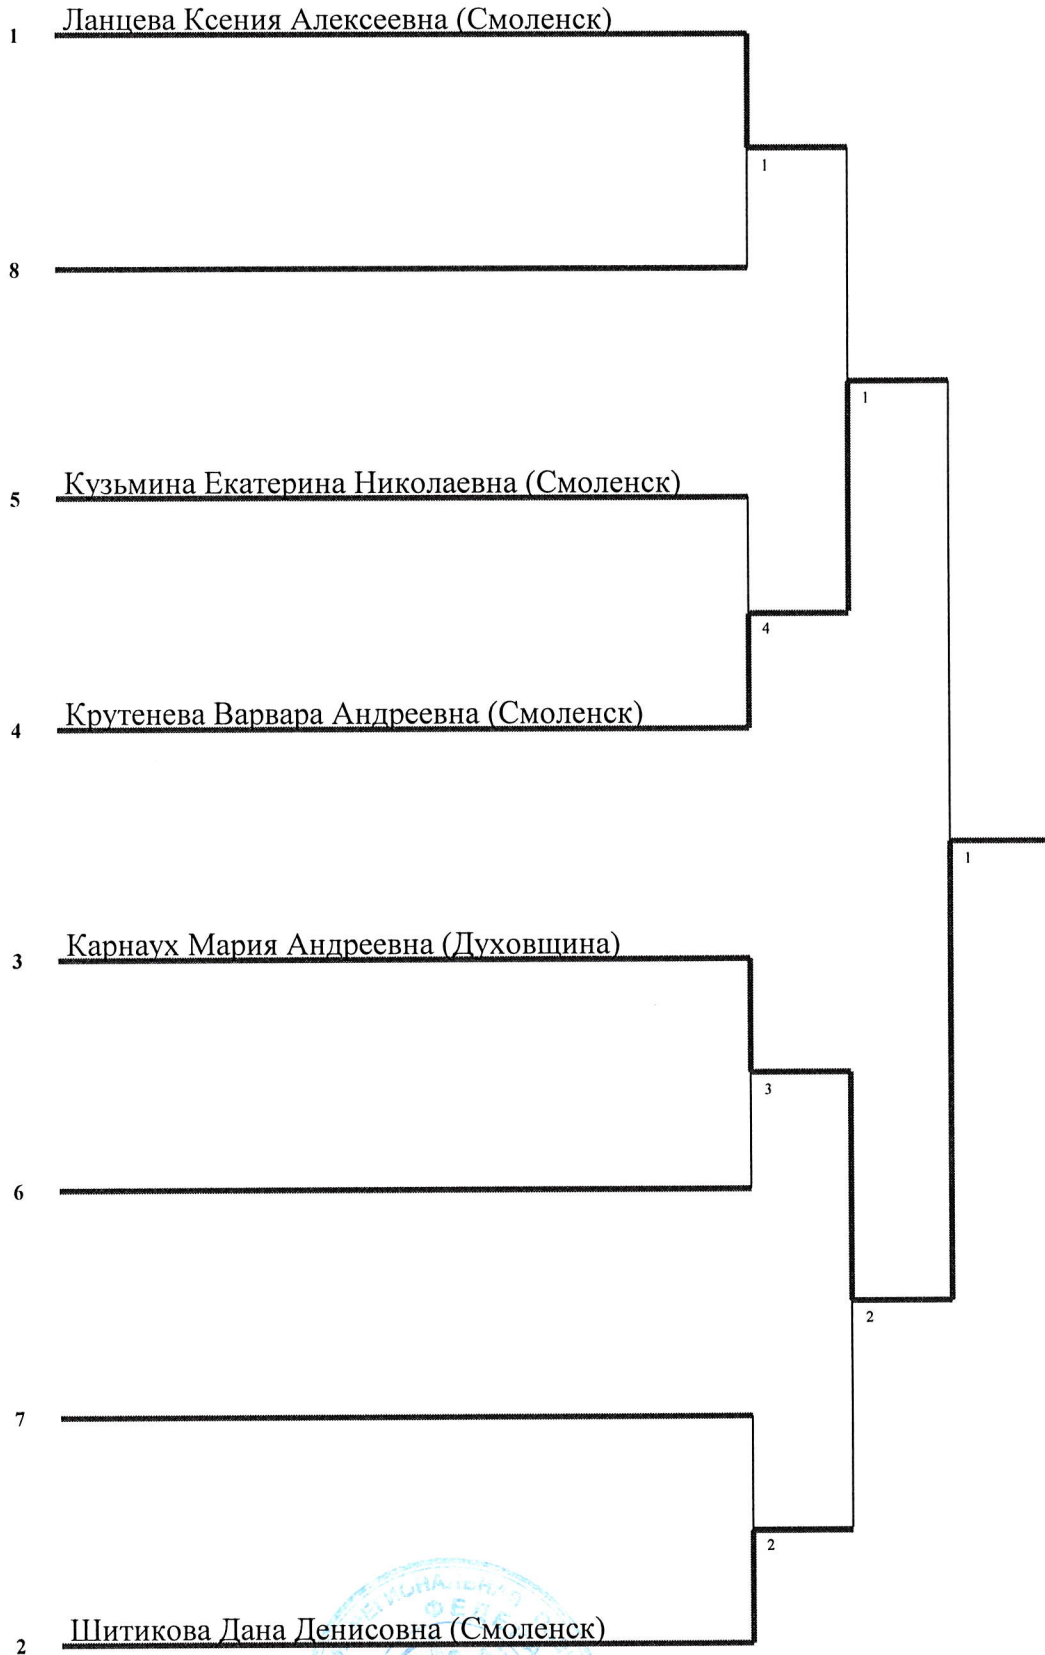 1 Ланцева Ксения Алексеевна (Смоленск)
1
8
1
5 Кузьмина Екатерина Николаевна (Смоленск)
4
4 Крутенева Варвара Андреевна (Смоленск)
1
3 Карнаух Мария Андреевна (Духовщина)
3
6
2
7
2
2 Шитикова Дана Денисовна (Смоленск)